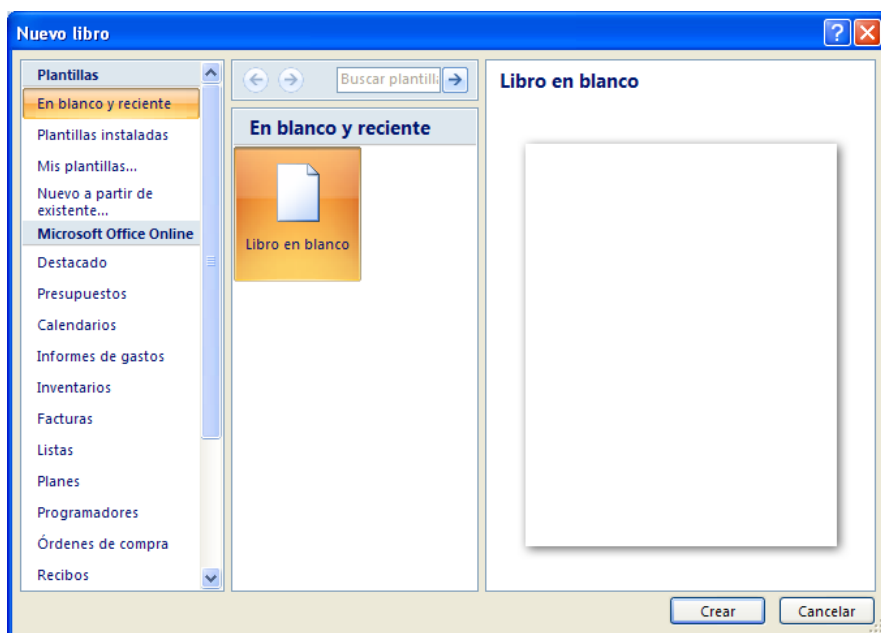 Nuevo libro
Plantillas
En blanco y reciente
Plantillas instaladas
Mis plantillas...
Nuevo a partir de
existente...
Microsoft Office Online
Destacado
Presupuestos
Calendarios
Informes de gastos
Inventarios
Facturas
Listas
Planes
Programadores
Órdenes de compra
Recibos
Buscar plantill
En blanco y reciente
Libro en blanco
Libro en blanco
Crear
Cancelar